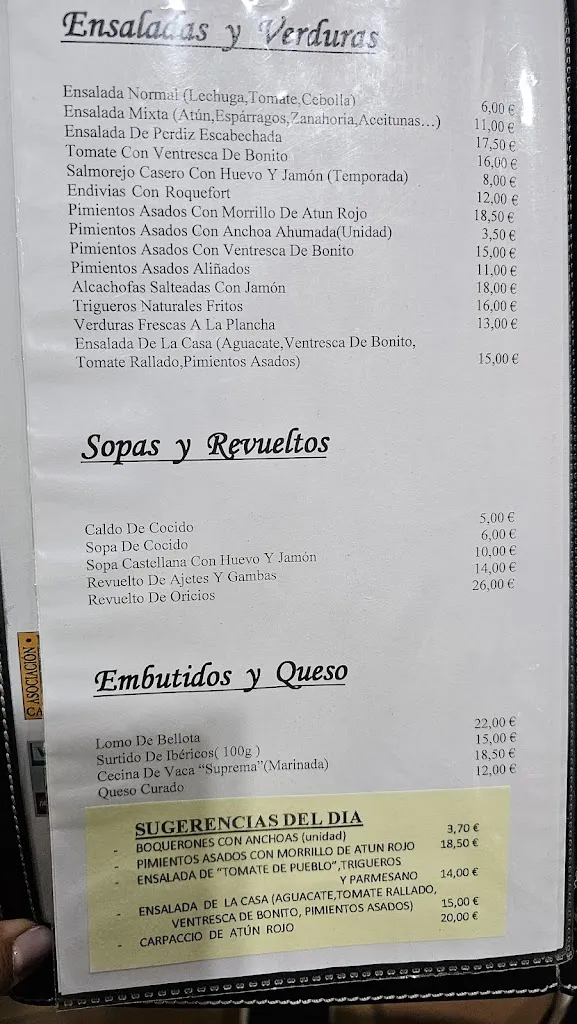 Ensaladas y Verduras
Ensalada Normal (Lechuga,Tomate,Cebolla) 6,00 €
Ensalada Mixta (Atún,Espárragos,Zanahoria,Aceitunas...) 11,00 €
Ensalada De Perdiz Escabechada 17,50 €
Tomate Con Ventresca De Bonito 16,00 €
Salmorejo Casero Con Huevo Y Jamón (Temporada) 8,00 €
Endivias Con Roquefort 12,00 €
Pimientos Asados Con Morrillo De Atun Rojo 18,50 €
Pimientos Asados Con Anchoa Ahumada(Unidad) 3,50 €
Pimientos Asados Con Ventresca De Bonito 15,00 €
Pimientos Asados Aliñados 11,00 €
Alcachofas Salteadas Con Jamón 18,00 €
Trigueros Naturales Fritos 16,00 €
Verduras Frescas A La Plancha 13,00 €
Ensalada De La Casa (Aguacate,Ventresca De Bonito,
Tomate Rallado,Pimientos Asados) 15,00 €
Sopas y Revueltos
Caldo De Cocido 5,00 €
Sopa De Cocido 6,00 €
Sopa Castellana Con Huevo Y Jamón 10,00 €
Revuelto De Ajetes Y Gambas 14,00 €
Revuelto De Oricios 26,00 €
ASOCIACIÓN
Embutidos y Queso
Lomo De Bellota 22,00 €
Surtido De Ibéricos( 100g ) 15,00 €
Cecina De Vaca “Suprema”(Marinada) 18,50 €
Queso Curado 12,00 €
SUGERENCIAS DEL DIA
- BOQUERONES CON ANCHOAS (unidad) 3,70 €
- PIMIENTOS ASADOS CON MORRILLO DE ATUN ROJO 18,50 €
- ENSALADA DE “TOMATE DE PUEBLO”,TRIGUEROS
Y PARMESANO 14,00 €
- ENSALADA DE LA CASA (AGUACATE,TOMATE RALLADO,
VENTRESCA DE BONITO, PIMIENTOS ASADOS) 15,00 €
- CARPACCIO DE ATÚN ROJO 20,00 €